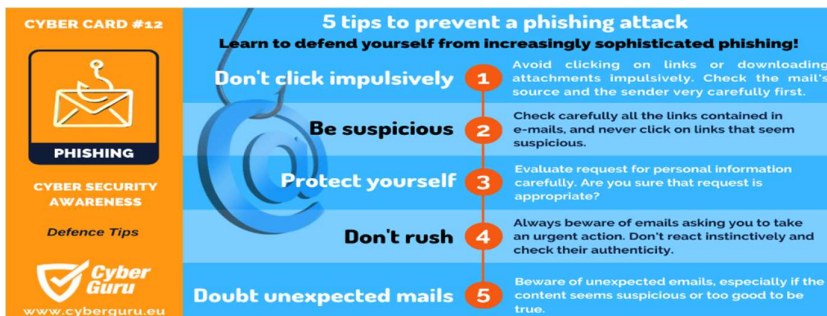 CYBER CARD #12
PHISHING
CYBER SECURITY
AWARENESS
Defence Tips
Cyber
Guru
www.cyberguru.eu
5 tips to prevent a phishing attack
Learn to defend yourself from increasingly sophisticated phishing!
Don't click impulsively
1
Avoid clicking on links or downloading
attachments impulsively. Check the mail's
source and the sender very carefully first.
Be suspicious
2
Check carefully all the links contained in
e-mails, and never click on links that seem
suspicious.
Protect yourself
3
Evaluate request for personal information
carefully. Are you sure that request is
appropriate?
Don't rush
4
Always beware of emails asking you to take
an urgent action. Don't react instinctively and
check their authenticity.
Doubt unexpected mails
5
Beware of unexpected emails, especially if the
content seems suspicious or too good to be
true.